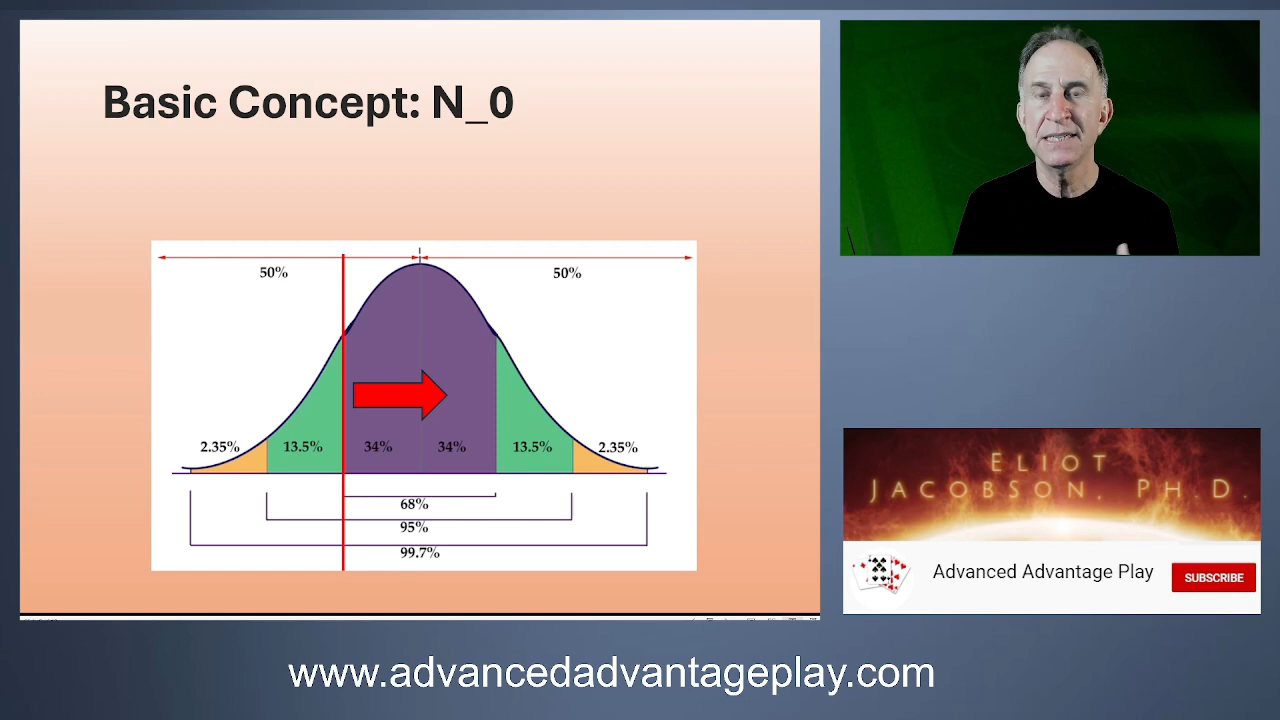 Basic Concept: N_0
50%
50%
2.35%
13.5%
34%
34%
13.5%
2.35%
68%
95%
99.7%
ELIOT
JACOBSON, PH.D.
Advanced Advantage Play
SUBSCRIBE
www.advancedadvantageplay.com